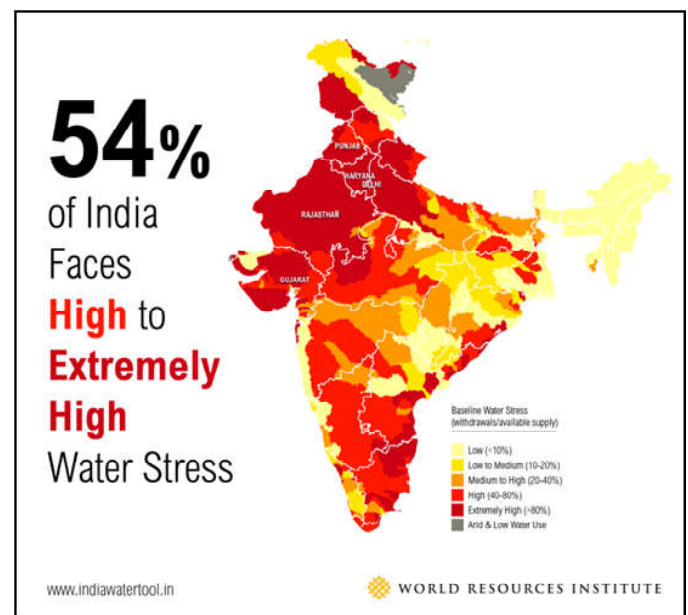 54%
of India
Faces
High to
Extremely
High
Water Stress
PUNJAB
HARYANA
DELHI
RAJASTHAN
GUJARAT
Baseline Water Stress
(withdrawals/available supply)
Low (<10%)
Low to Medium (10-20%)
Medium to High (20-40%)
High (40-80%)
Extremely High (>80%)
Arid & Low Water Use
www.indiawatertool.in
WORLD RESOURCES INSTITUTE